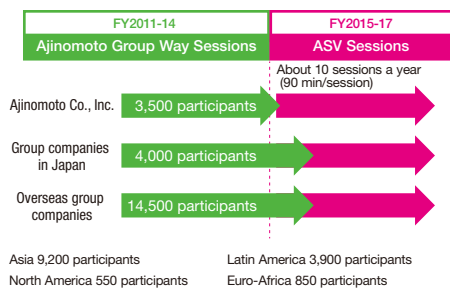 FY2011-14
FY2015-17
Ajinomoto Group Way Sessions
ASV Sessions
About 10 sessions a year
(90 min/session)
Ajinomoto Co., Inc.
3,500 participants
Group companies
in Japan
4,000 participants
Overseas group
companies
14,500 participants
Asia 9,200 participants
Latin America 3,900 participants
North America 550 participants
Euro-Africa 850 participants